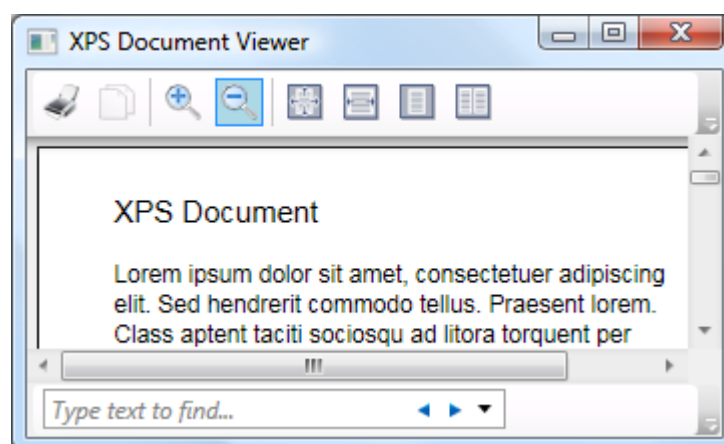 XPS Document Viewer
XPS Document
Lorem ipsum dolor sit amet, consectetuer adipiscing
elit. Sed hendrerit commodo tellus. Praesent lorem.
Class aptent taciti sociosqu ad litora torquent per
Type text to find...